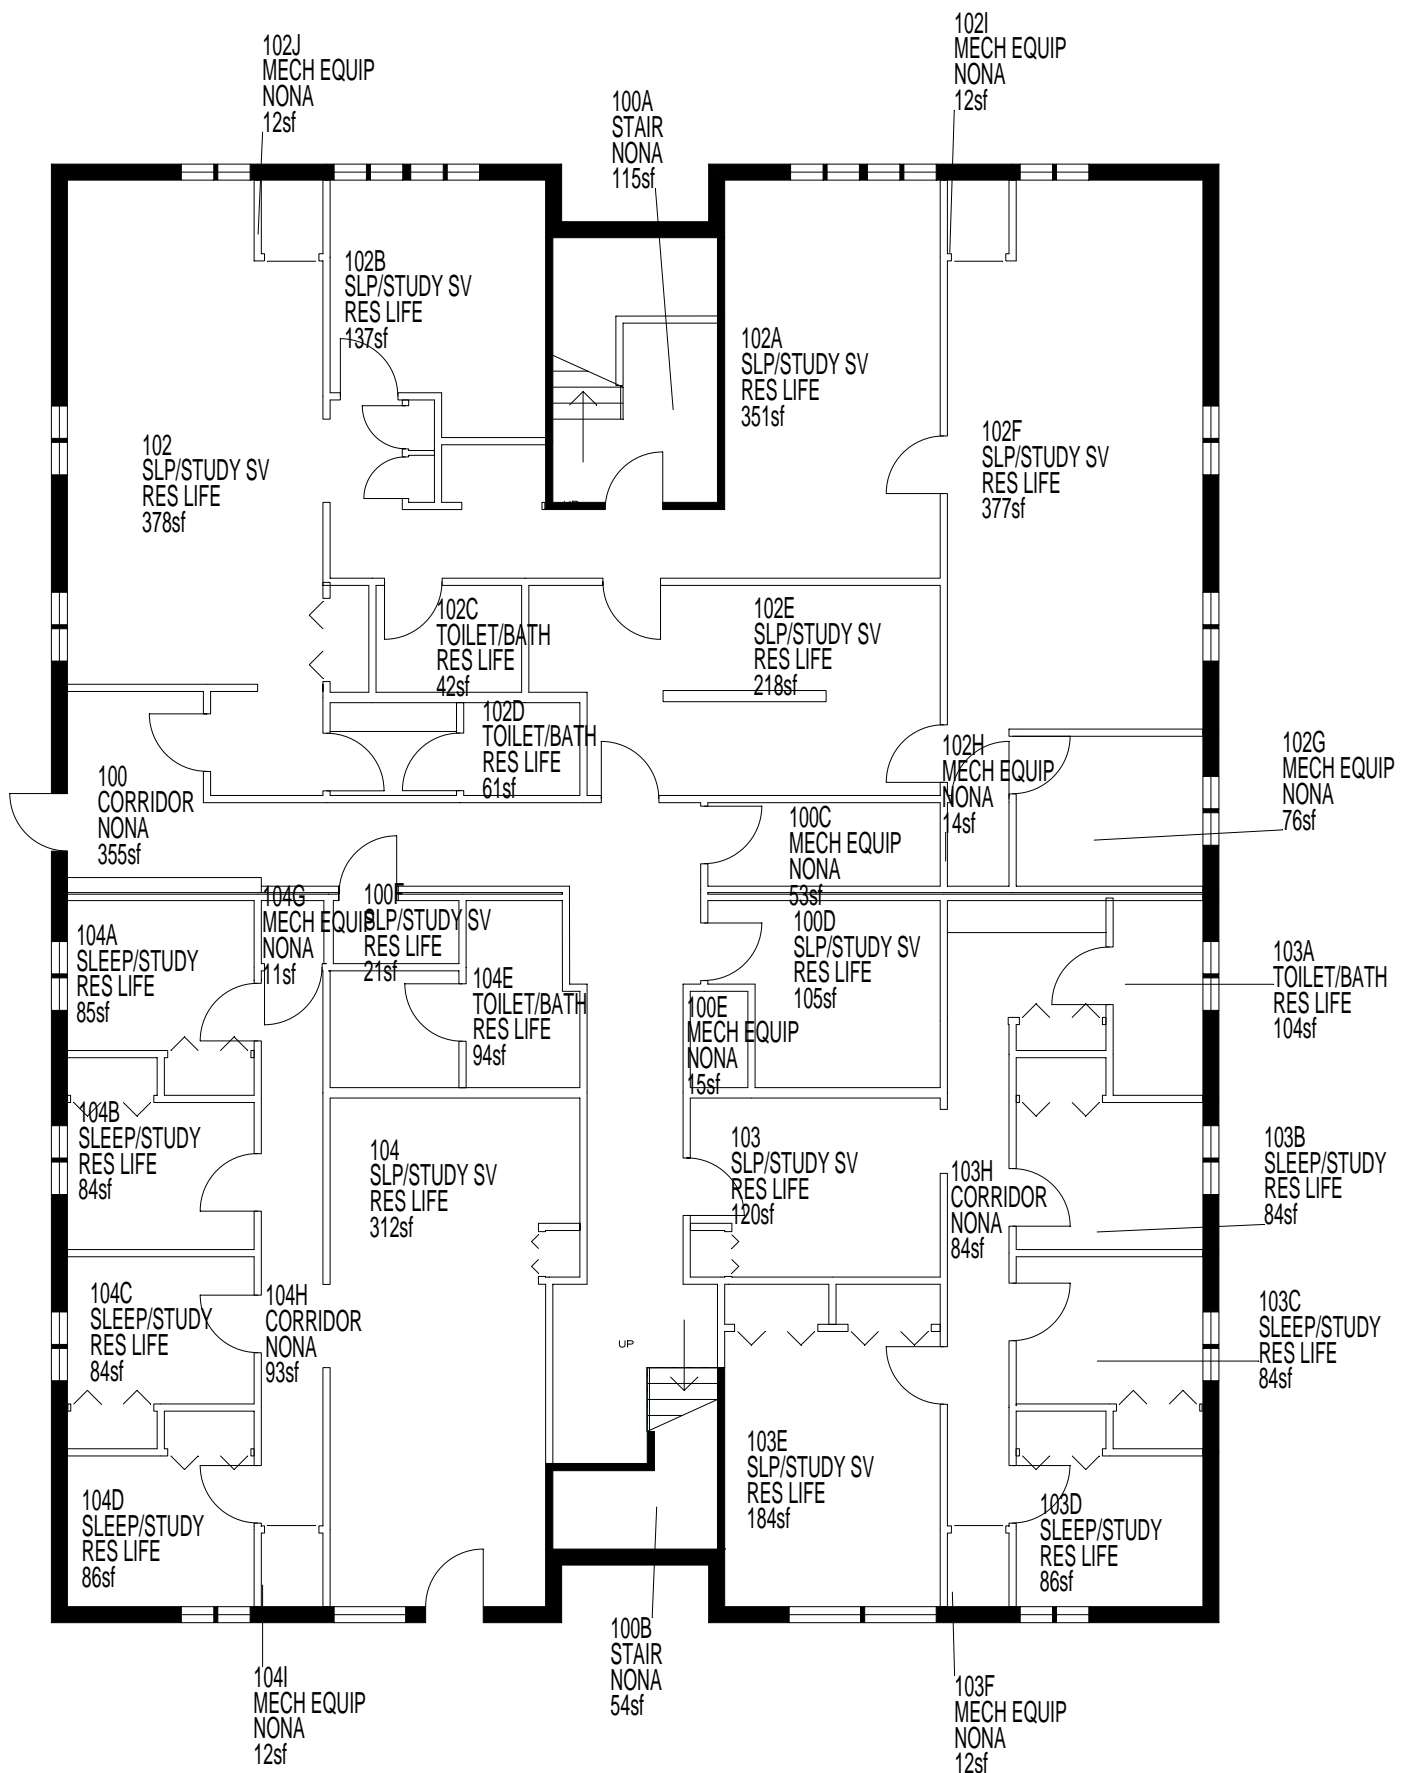 102J
MECH EQUIP
NONA
12sf
102I
MECH EQUIP
NONA
12sf
100A
STAIR
NONA
115sf
102B
SLP/STUDY SV
RES LIFE
137sf
102A
SLP/STUDY SV
RES LIFE
351sf
102
SLP/STUDY SV
RES LIFE
378sf
102F
SLP/STUDY SV
RES LIFE
377sf
UP
102C
TOILET/BATH
RES LIFE
42sf
102E
SLP/STUDY SV
RES LIFE
218sf
102D
TOILET/BATH
RES LIFE
61sf
102H
MECH EQUIP
NONA
14sf
102G
MECH EQUIP
NONA
76sf
100
CORRIDOR
NONA
355sf
100C
MECH EQUIP
NONA
53sf
104G
MECH EQUIP
NONA
11sf
100F
SLP/STUDY SV
RES LIFE
21sf
104A
SLEEP/STUDY
RES LIFE
85sf
104E
TOILET/BATH
RES LIFE
94sf
100D
SLP/STUDY SV
RES LIFE
105sf
100E
MECH EQUIP
NONA
15sf
103A
TOILET/BATH
RES LIFE
104sf
104B
SLEEP/STUDY
RES LIFE
84sf
104
SLP/STUDY SV
RES LIFE
312sf
103
SLP/STUDY SV
RES LIFE
120sf
103H
CORRIDOR
NONA
84sf
103B
SLEEP/STUDY
RES LIFE
84sf
104C
SLEEP/STUDY
RES LIFE
84sf
104H
CORRIDOR
NONA
93sf
UP
103C
SLEEP/STUDY
RES LIFE
84sf
103E
SLP/STUDY SV
RES LIFE
184sf
104D
SLEEP/STUDY
RES LIFE
86sf
103D
SLEEP/STUDY
RES LIFE
86sf
100B
STAIR
NONA
54sf
104I
MECH EQUIP
NONA
12sf
103F
MECH EQUIP
NONA
12sf